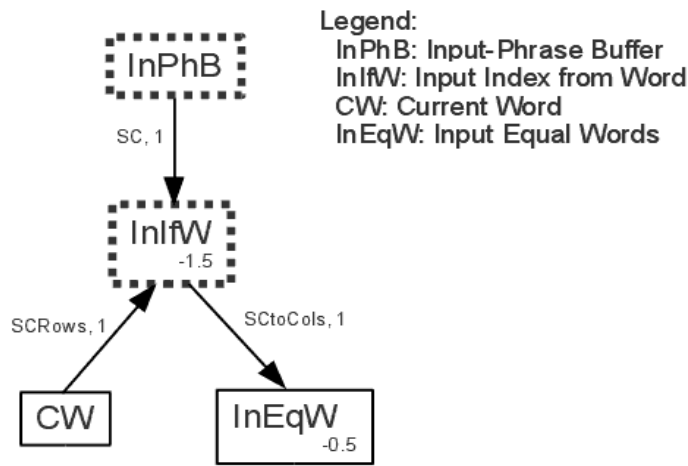 Legend:
InPhB: Input-Phrase Buffer
InIfW: Input Index from Word
CW: Current Word
InEqW: Input Equal Words
InPhB
SC, 1
InIfW
-1.5
SCRows, 1
SCtoCols, 1
CW
InEqW
-0.5